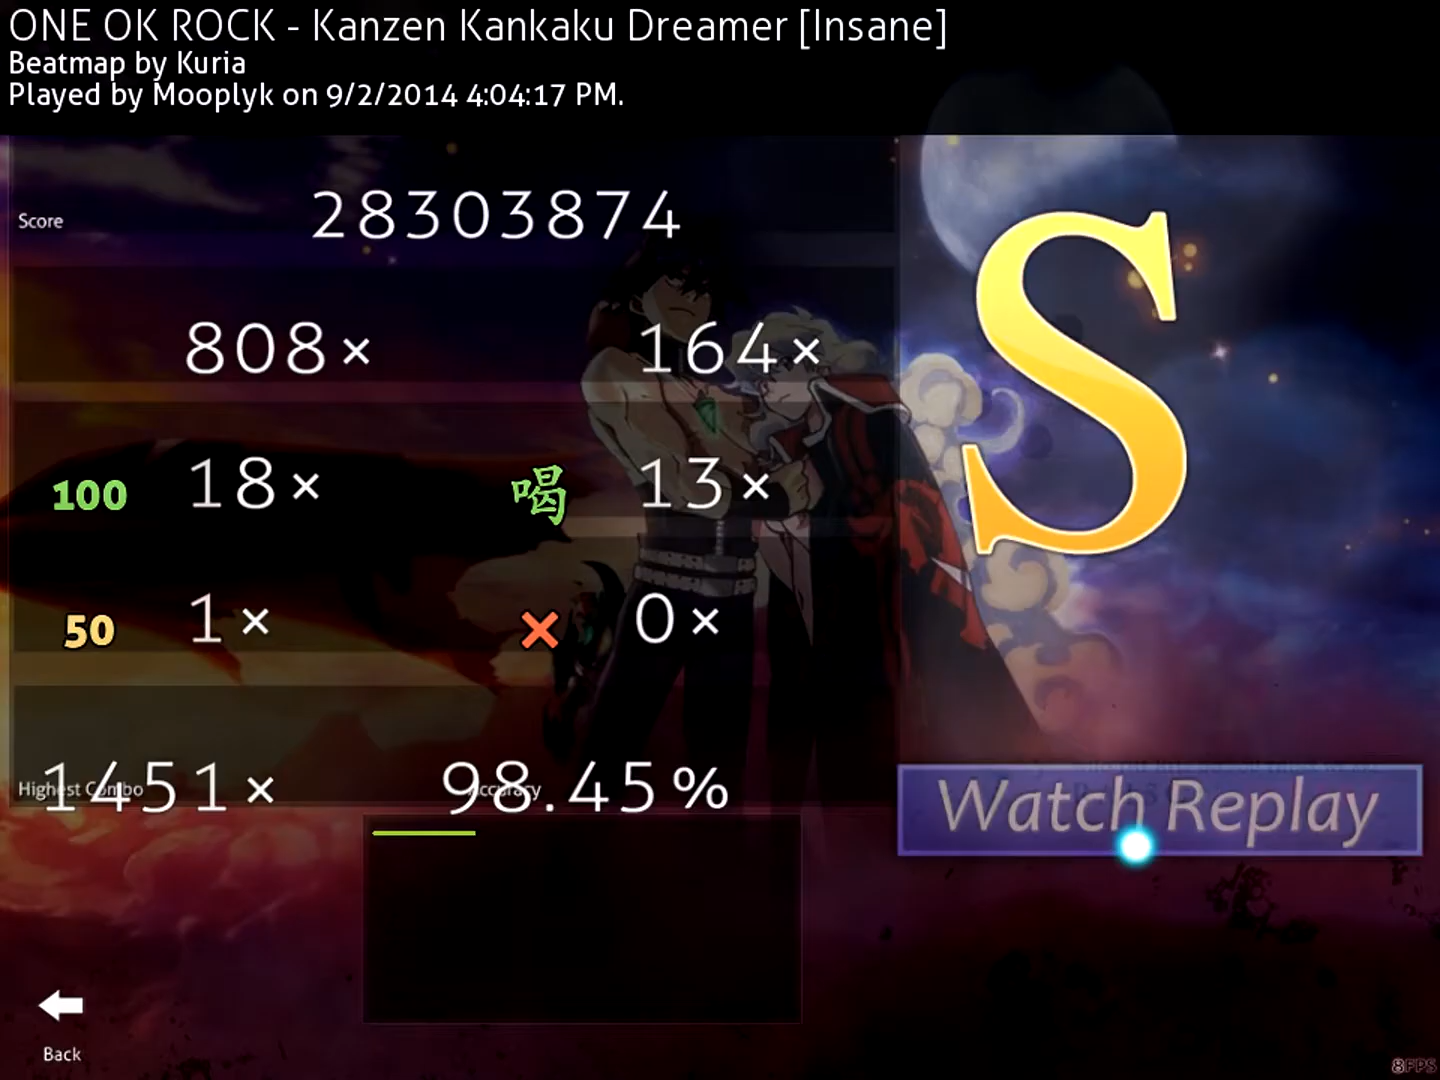 ONE OK ROCK - Kanzen Kankaku Dreamer [Insane]
Beatmap by Kuria
Played by Mooplyk on 9/2/2014 4:04:17 PM.
Score 28303874
808× 164×
100 18× 喝 13×
50 1× × 0×
Highest Combo 1451× Accuracy 98.45%
S
Watch Replay
Back
8FPS